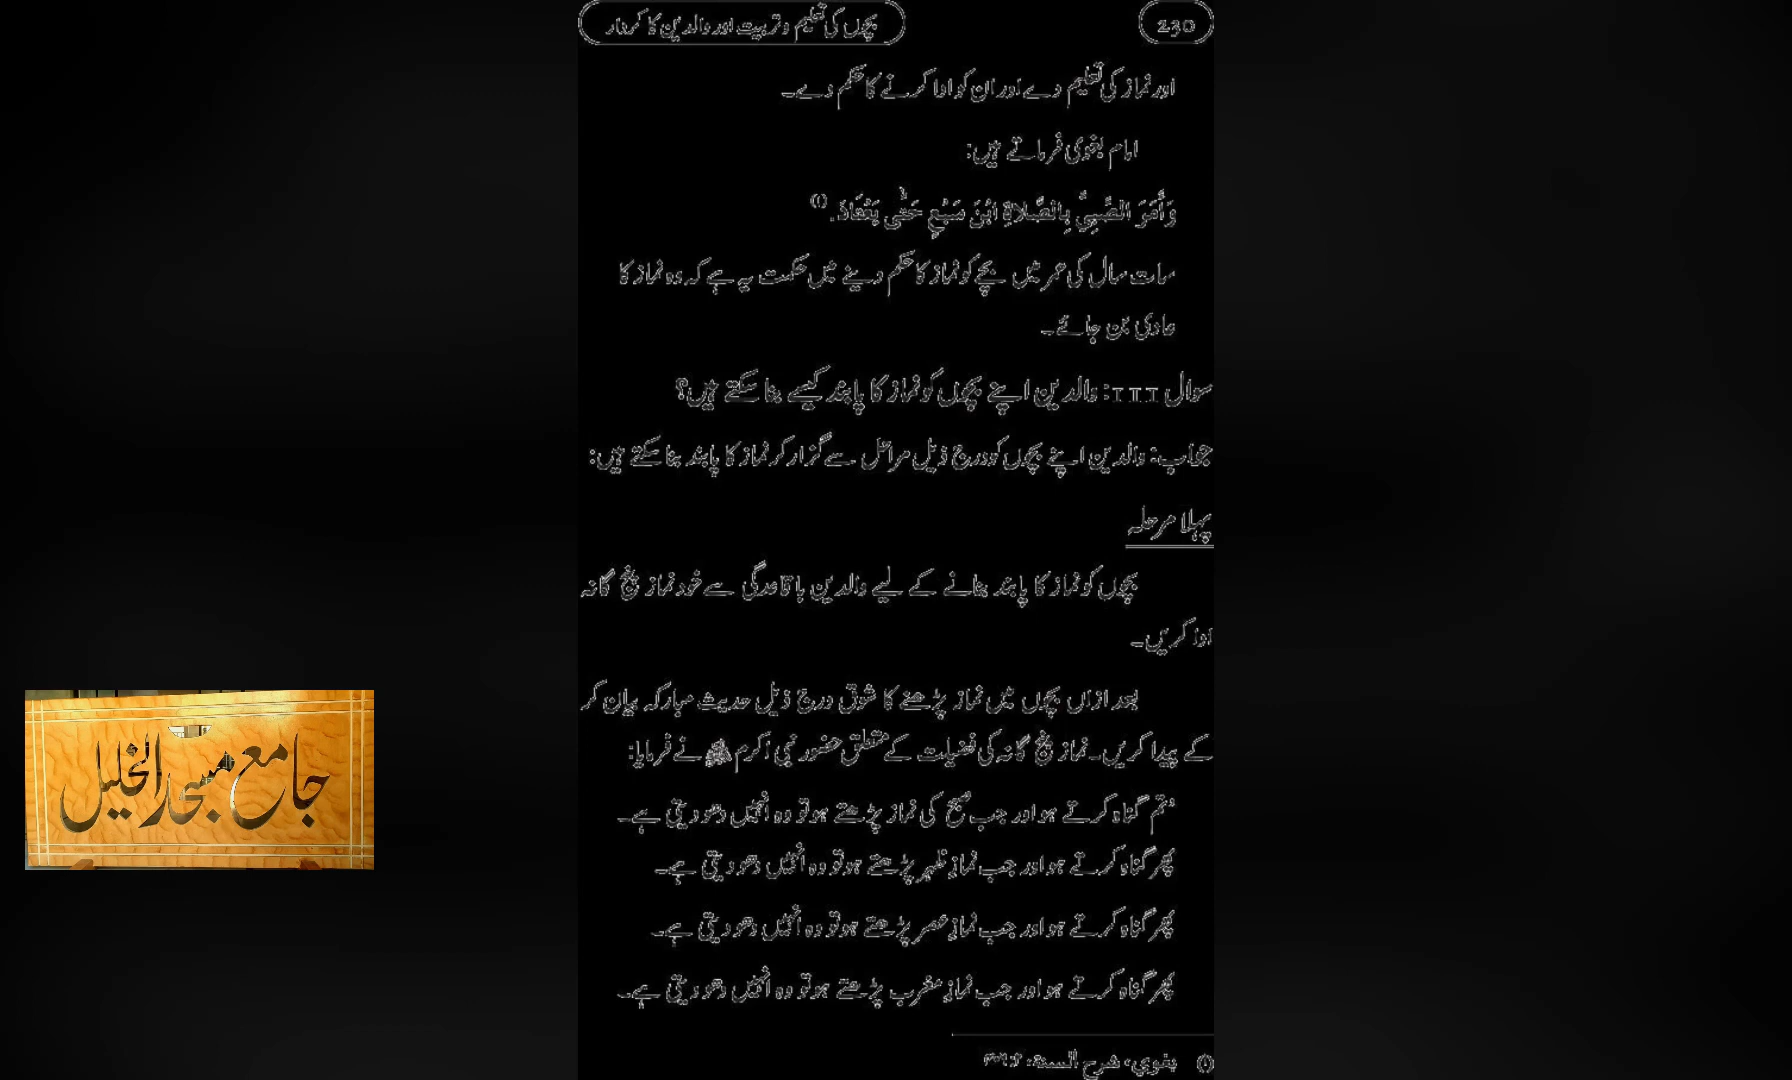 230
بچوں کی تعلیم و تربیت اور والدین کا کردار
اور نماز کی تعلیم دے اور ان کو ادا کرنے کا حکم دے۔
امام بغوی فرماتے ہیں:
وَأَمَرَ الصَّبِيَّ بِالصَّلَاةِ ابْنَ سَبْعٍ حَتَّى يَعْتَادَ. (۱)
سات سال کی عمر میں بچے کو نماز کا حکم دینے میں حکمت یہ ہے کہ وہ نماز کا
عادی بن جائے۔
سوال: والدین اپنے بچوں کو نماز کا پابند کیسے بنا سکتے ہیں؟
جواب: والدین اپنے بچوں کو درج ذیل مراحل سے گزار کر نماز کا پابند بنا سکتے ہیں:
پہلا مرحلہ
بچوں کو نماز کا پابند بنانے کے لیے والدین باقاعدگی سے خود نماز پنج گانہ
ادا کریں۔
بعد ازاں بچوں میں نماز پڑھنے کا شوق درج ذیل حدیث مبارکہ بیان کر
کے پیدا کریں۔ نماز پنج گانہ کی فضیلت کے متعلق حضور نبی اکرم ﷺ نے فرمایا:
تم گناہ کرتے ہو اور جب صبح کی نماز پڑھتے ہو تو وہ انہیں دھو دیتی ہے۔
پھر گناہ کرتے ہو اور جب نمازِ ظہر پڑھتے ہو تو وہ انہیں دھو دیتی ہے۔
پھر گناہ کرتے ہو اور جب نمازِ عصر پڑھتے ہو تو وہ انہیں دھو دیتی ہے۔
پھر گناہ کرتے ہو اور جب نمازِ مغرب پڑھتے ہو تو وہ انہیں دھو دیتی ہے۔
(۱) بغوي، شرح السنة،
جامع مسجد الخلیل